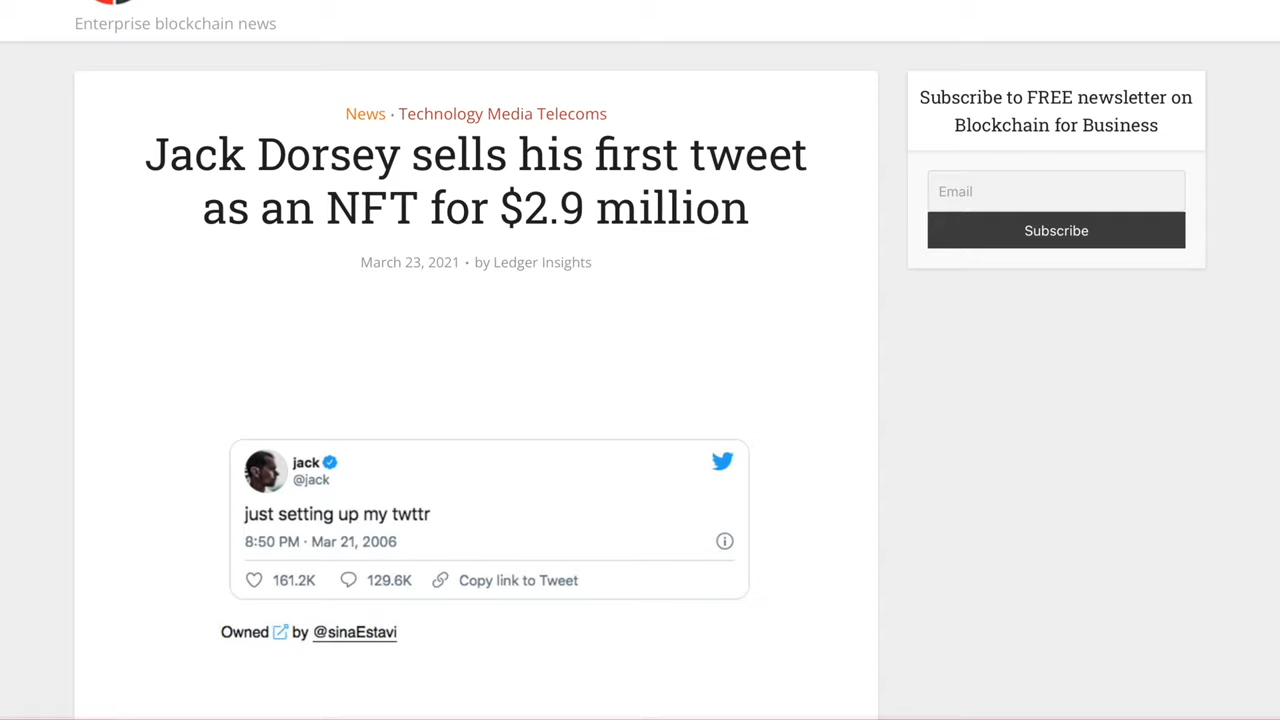 Enterprise blockchain news
News • Technology Media Telecoms
Jack Dorsey sells his first tweet
as an NFT for $2.9 million
March 23, 2021 • by Ledger Insights
jack
@jack
just setting up my twttr
8:50 PM · Mar 21, 2006
161.2K 129.6K Copy link to Tweet
Owned by @sinaEstavi
Subscribe to FREE newsletter on
Blockchain for Business
Email
Subscribe